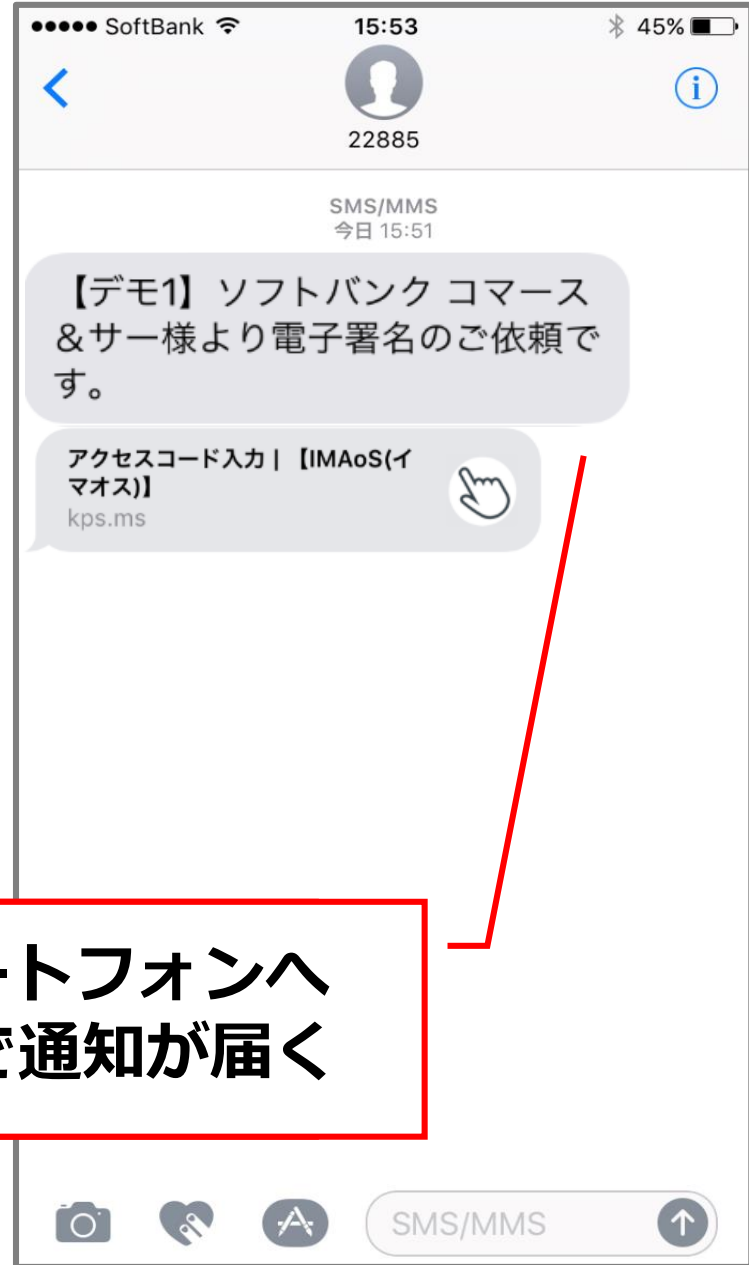 SoftBank 15:53 45%
22885
SMS/MMS
今日 15:51
【デモ1】ソフトバンク コマース
＆サー様より電子署名のご依頼で
す。
アクセスコード入力 | 【IMAoS(イ
マオス)】
kps.ms
ートフォンへ
で通知が届く
SMS/MMS